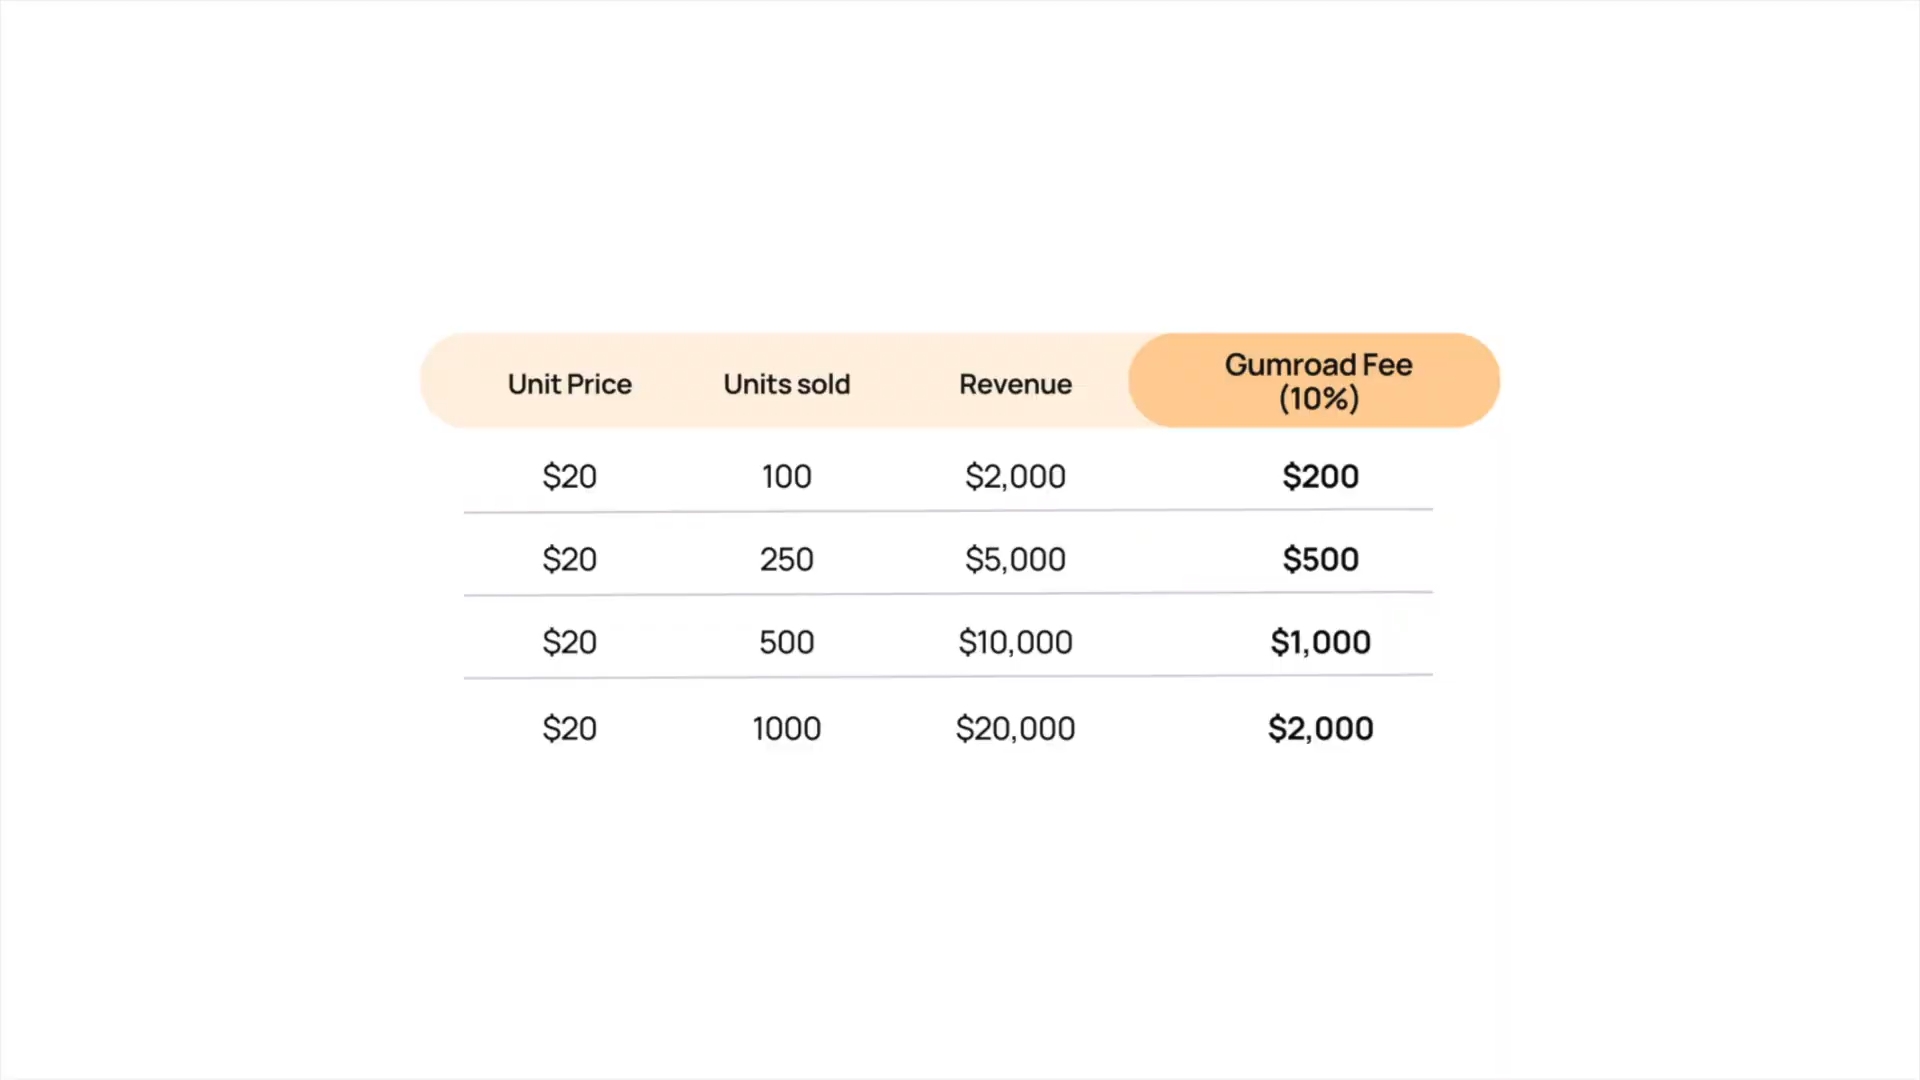 Unit Price Units sold Revenue Gumroad Fee
(10%)
$20 100 $2,000 $200
$20 250 $5,000 $500
$20 500 $10,000 $1,000
$20 1000 $20,000 $2,000